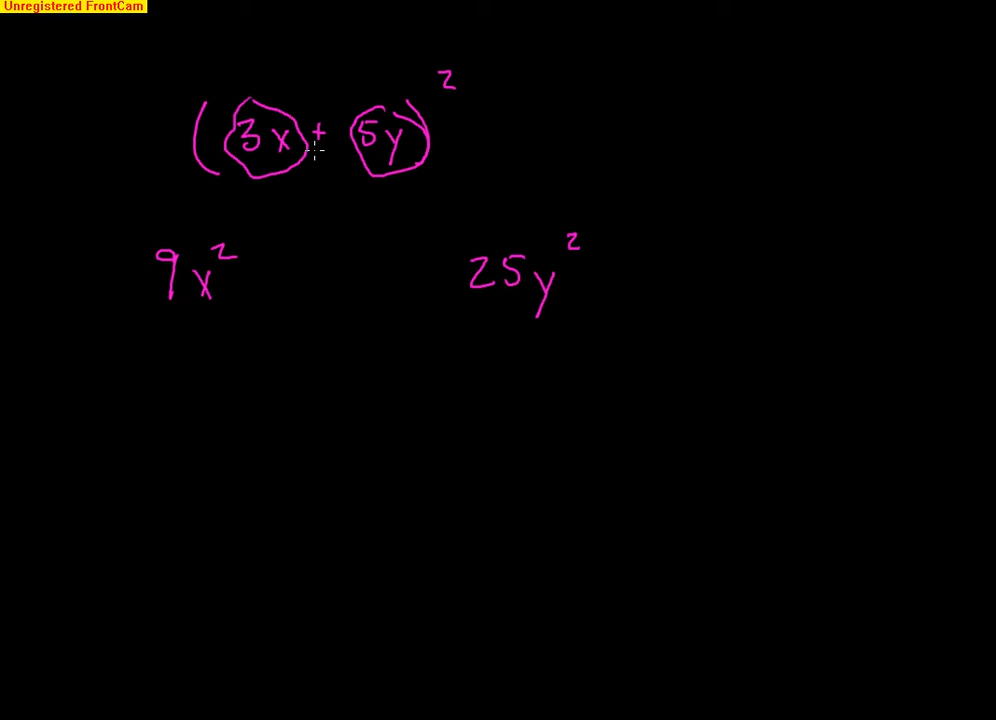 Unregistered FrontCam
(3x + 5y)²
9x² 25y²